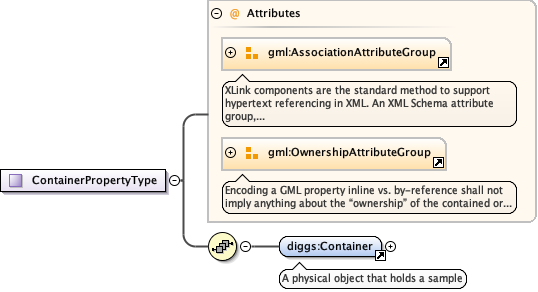 @ Attributes
gml:AssociationAttributeGroup
XLink components are the standard method to support
hypertext referencing in XML. An XML Schema attribute
group,...
gml:OwnershipAttributeGroup
Encoding a GML property inline vs. by-reference shall not
imply anything about the “ownership” of the contained or...
ContainerPropertyType
diggs:Container
A physical object that holds a sample